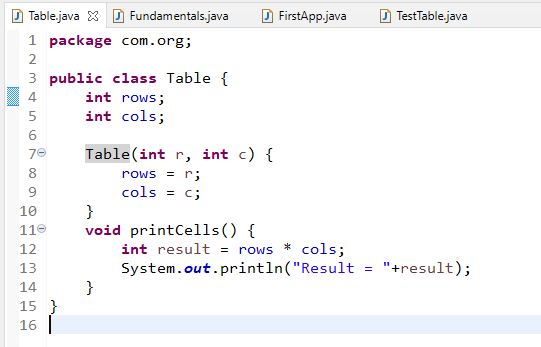 Table.java Fundamentals.java FirstApp.java TestTable.java
1 package com.org;
2
3 public class Table {
4     int rows;
5     int cols;
6
7     Table(int r, int c) {
8         rows = r;
9         cols = c;
10     }
11     void printCells() {
12         int result = rows * cols;
13         System.out.println("Result = "+result);
14     }
15 }
16